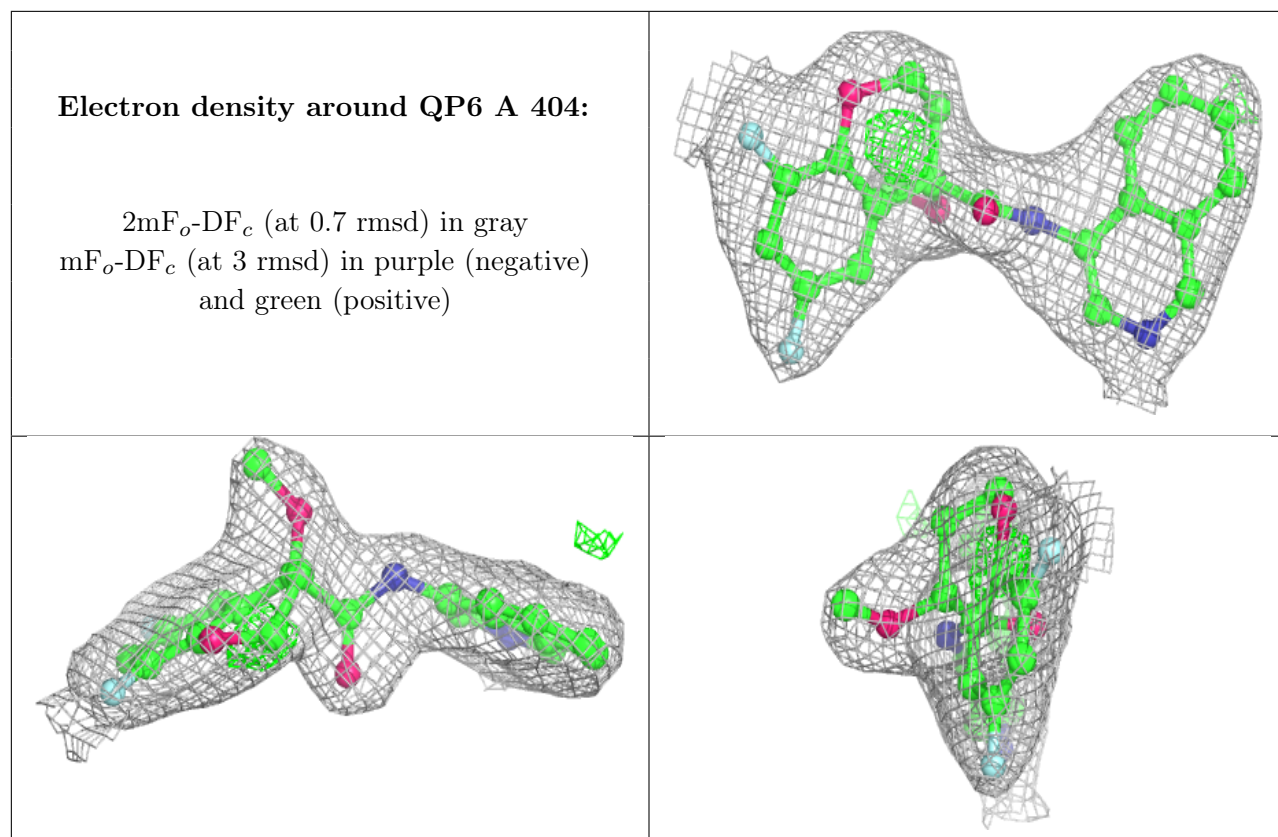 Electron density around QP6 A 404:
2mFₒ-DF𝒸 (at 0.7 rmsd) in gray
mFₒ-DF𝒸 (at 3 rmsd) in purple (negative)
and green (positive)